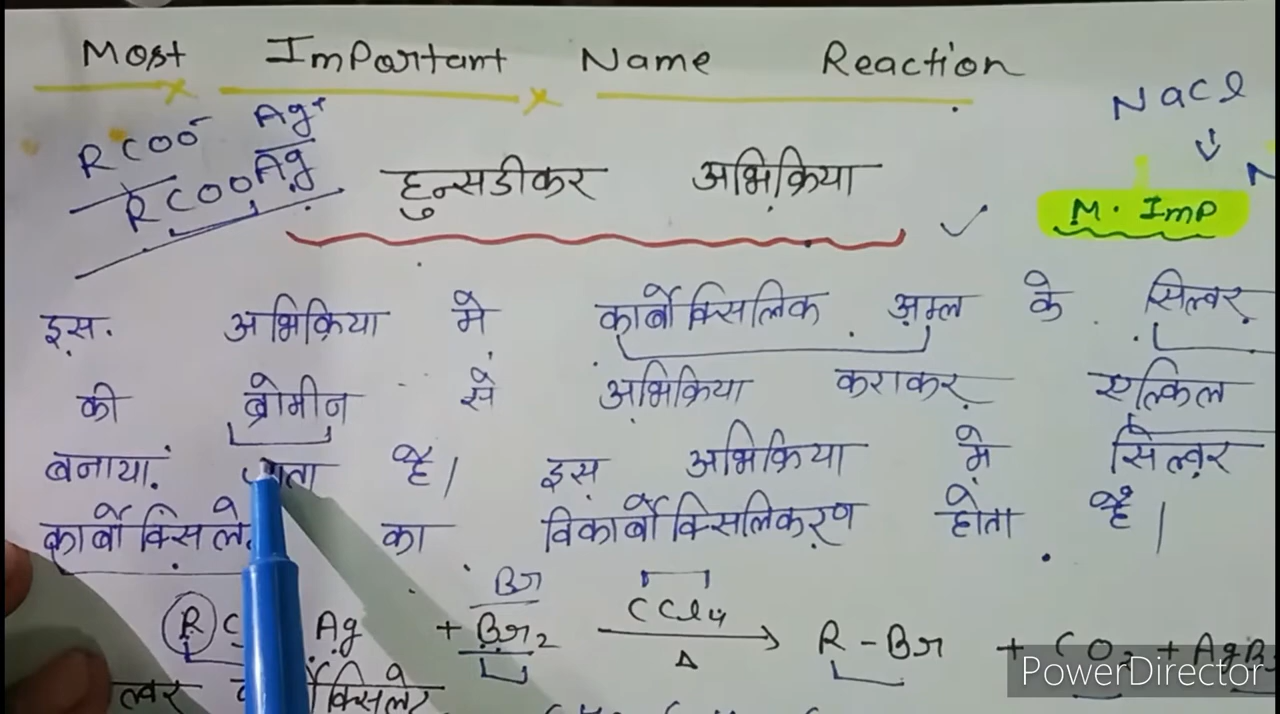 Most Important Name Reaction
NaCl
RCOO⁻ Ag⁺
RCOOAg
हुन्सडीकर अभिक्रिया
M. Imp
इस अभिक्रिया मे कार्बोक्सिलिक अम्ल के सिल्वर
की ब्रोमीन से अभिक्रिया कराकर एल्किल
बनाया जाता है। इस अभिक्रिया में सिल्वर
का विकार्बोक्सिलिकरण होता है।
Br
R Ag + Br₂ CCl₄ Δ → R-Br + CO₂ + AgB
PowerDirector